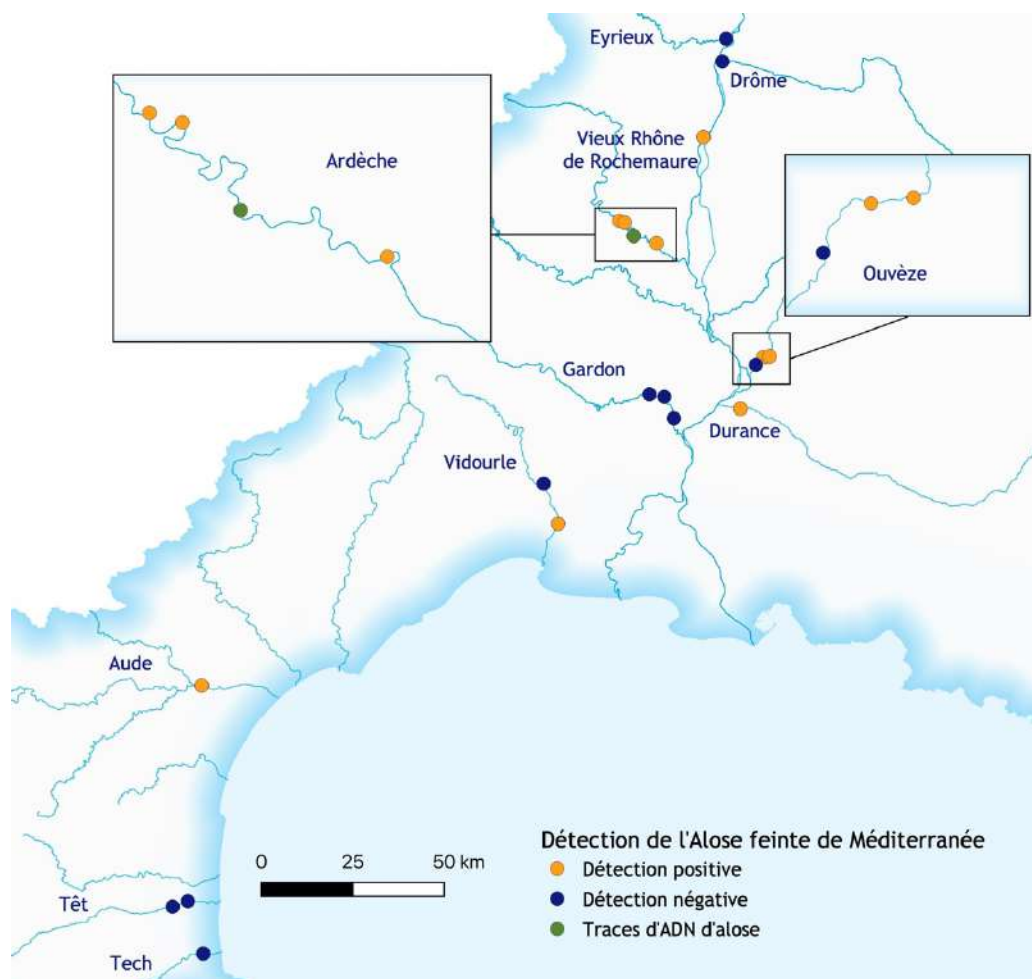 Eyrieux
Drôme
Vieux Rhône
de Rochemaure
Ardèche
Ouvèze
Gardon
Durance
Vidourle
Aude
Têt
Tech
0 25 50 km
Détection de l'Alose feinte de Méditerranée
Détection positive
Détection négative
Traces d'ADN d'alose